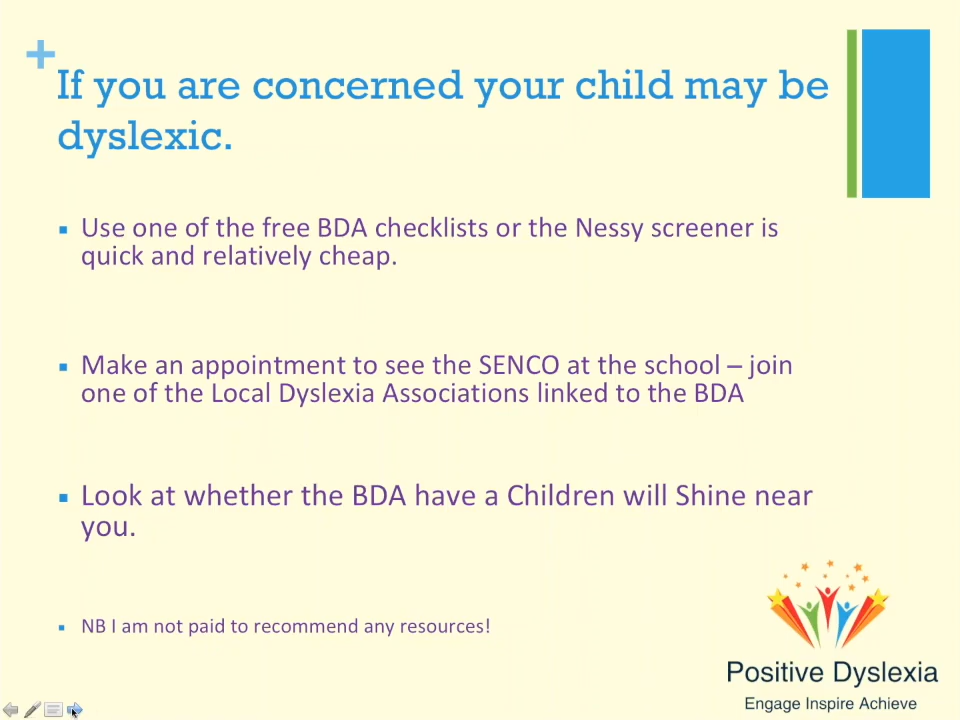 +
If you are concerned your child may be
dyslexic.
Use one of the free BDA checklists or the Nessy screener is
quick and relatively cheap.
Make an appointment to see the SENCO at the school – join
one of the Local Dyslexia Associations linked to the BDA
Look at whether the BDA have a Children will Shine near
you.
NB I am not paid to recommend any resources!
Positive Dyslexia
Engage Inspire Achieve